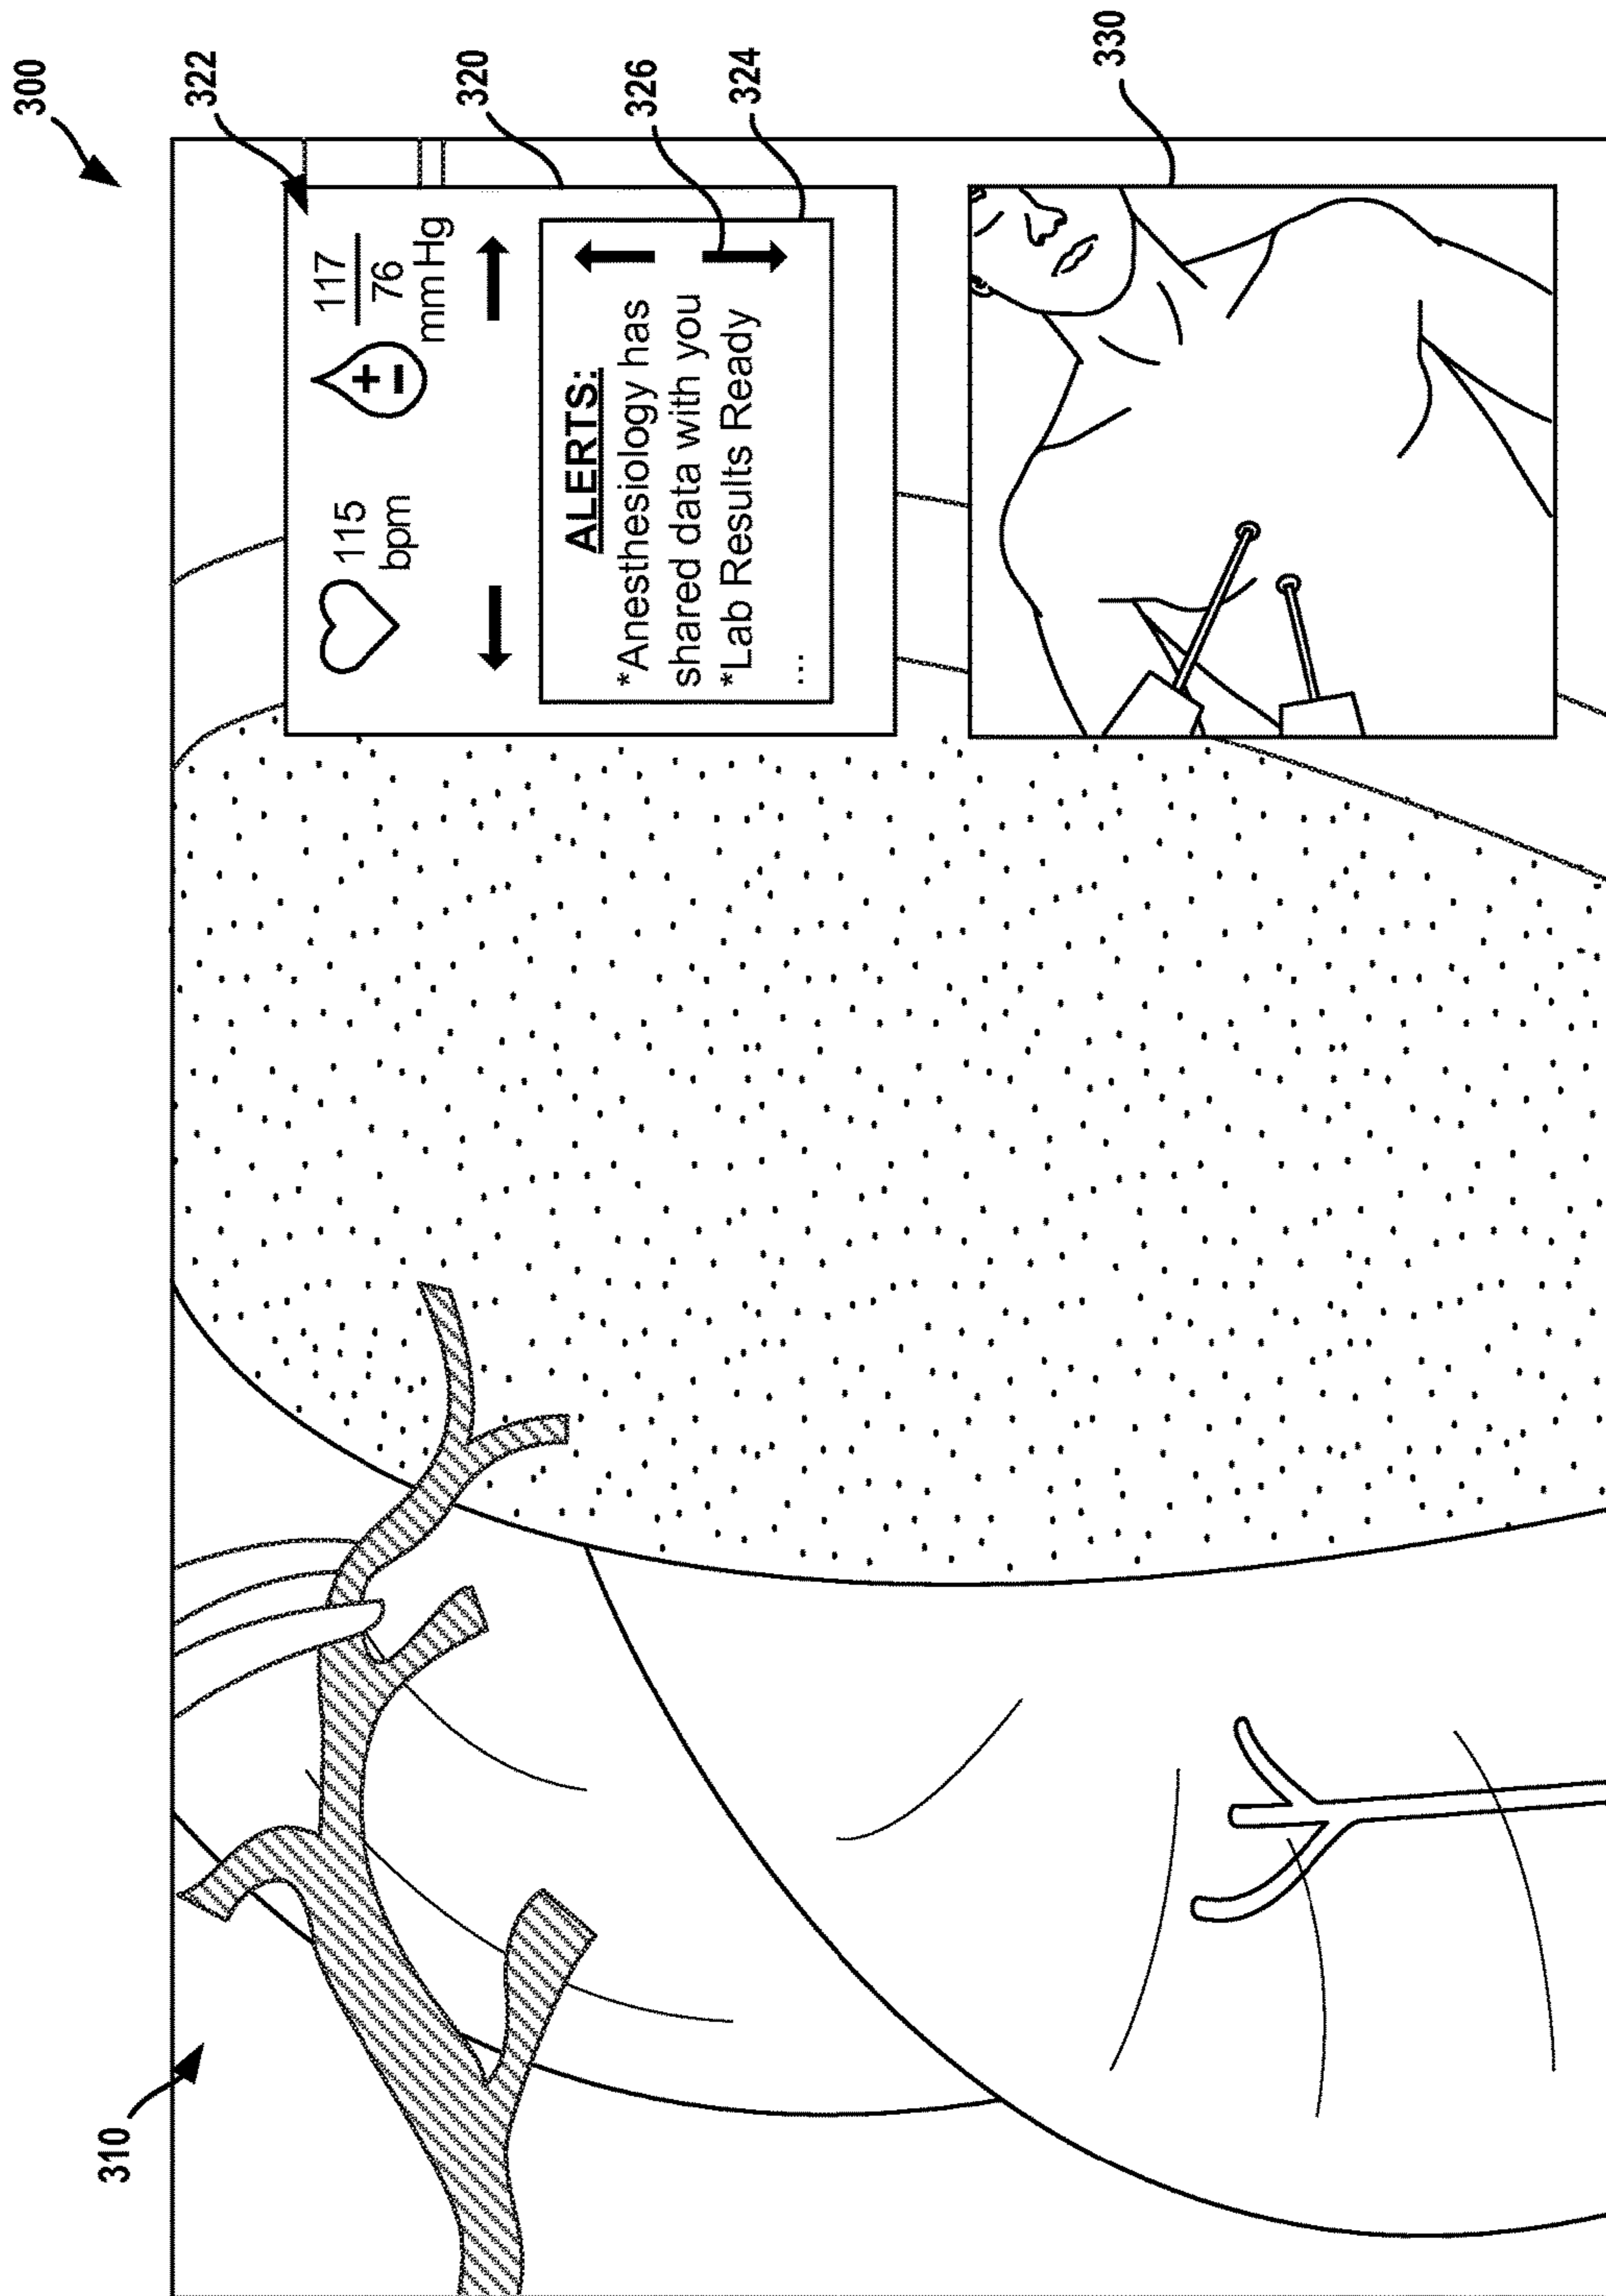 300
310
322
115
bpm
+
−
117
76
mmHg
320
ALERTS:
*Anesthesiology has
shared data with you
*Lab Results Ready
...
326
324
330